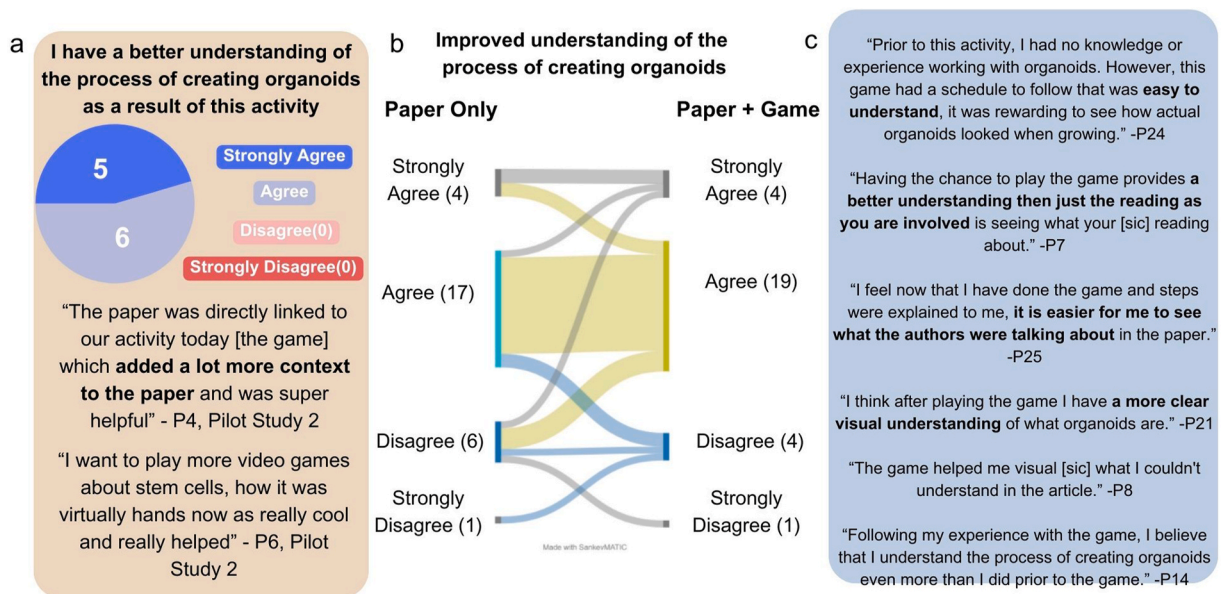 a
I have a better understanding of
the process of creating organoids
as a result of this activity
5
6
Strongly Agree
Agree
Disagree(0)
Strongly Disagree(0)
“The paper was directly linked to
our activity today [the game]
which added a lot more context
to the paper and was super
helpful” - P4, Pilot Study 2
“I want to play more video games
about stem cells, how it was
virtually hands now as really cool
and really helped” - P6, Pilot
Study 2
b
Improved understanding of the
process of creating organoids
Paper Only
Paper + Game
Strongly
Agree (4)
Agree (17)
Disagree (6)
Strongly
Disagree (1)
Strongly
Agree (4)
Agree (19)
Disagree (4)
Strongly
Disagree (1)
Made with SankeyMATIC
c
“Prior to this activity, I had no knowledge or
experience working with organoids. However, this
game had a schedule to follow that was easy to
understand, it was rewarding to see how actual
organoids looked when growing.” -P24
“Having the chance to play the game provides a
better understanding then just the reading as
you are involved is seeing what your [sic] reading
about.” -P7
“I feel now that I have done the game and steps
were explained to me, it is easier for me to see
what the authors were talking about in the paper.”
-P25
“I think after playing the game I have a more clear
visual understanding of what organoids are.” -P21
“The game helped me visual [sic] what I couldn't
understand in the article.” -P8
“Following my experience with the game, I believe
that I understand the process of creating organoids
even more than I did prior to the game.” -P14